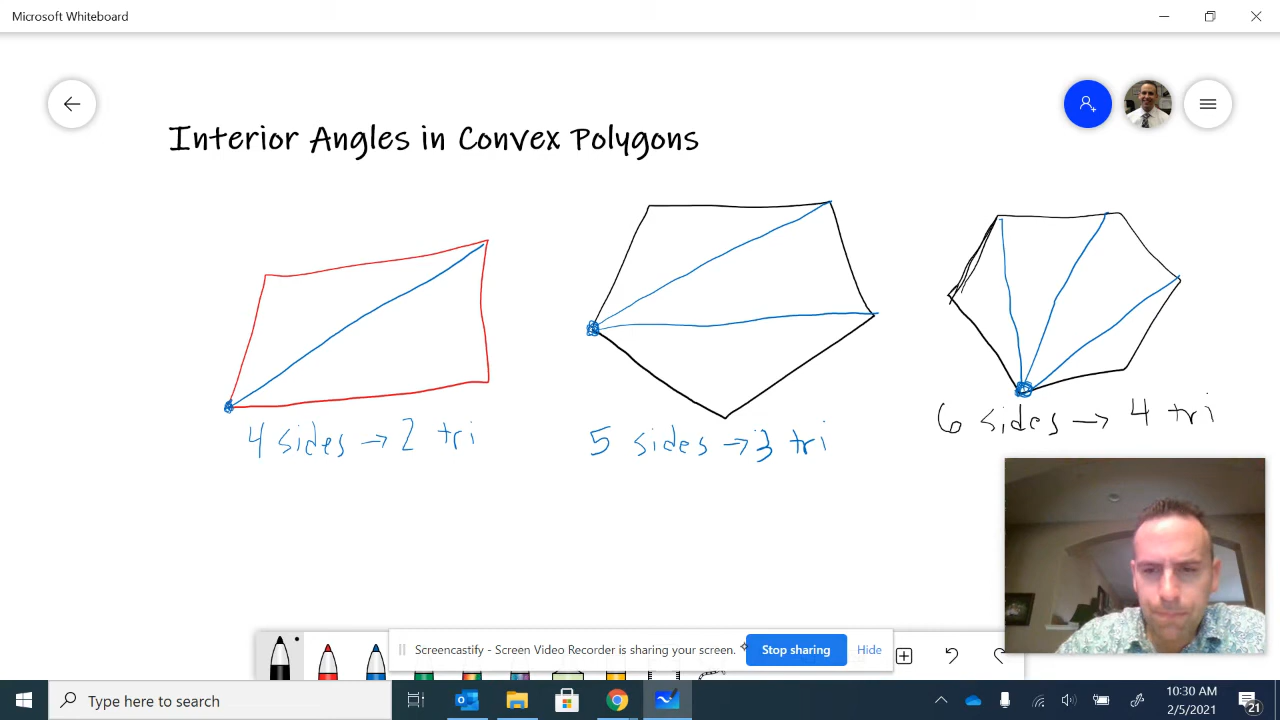 Microsoft Whiteboard
Interior Angles in Convex Polygons
4 sides → 2 tri
5 sides → 3 tri
6 sides → 4 tri
Screencastify - Screen Video Recorder is sharing your screen.
Stop sharing
Hide
Type here to search
10:30 AM
2/5/2021
21